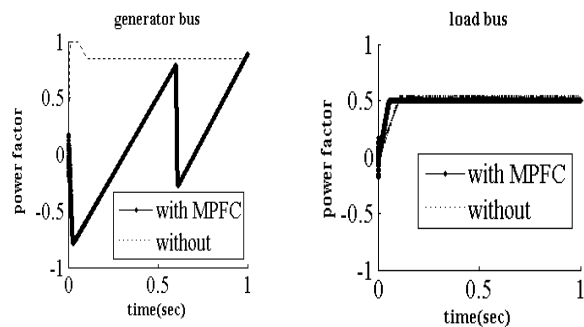 generator bus
1
0.5
0
-0.5
-1
power factor
with MPFC
without
0
0.5
1
time(sec)
load bus
1
0.5
0
-0.5
-1
power factor
with MPFC
without
0
0.5
1
time(sec)